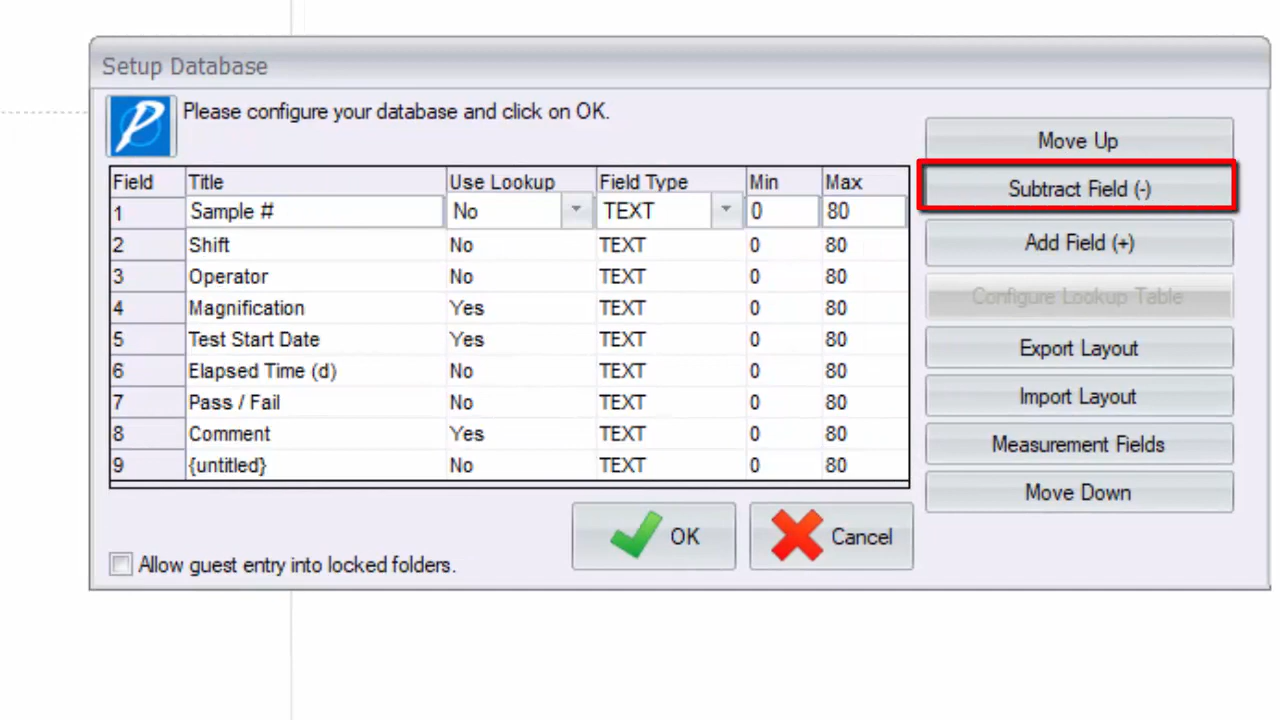 Setup Database
Please configure your database and click on OK.
Field Title Use Lookup Field Type Min Max
1 Sample # No TEXT 0 80
2 Shift No TEXT 0 80
3 Operator No TEXT 0 80
4 Magnification Yes TEXT 0 80
5 Test Start Date Yes TEXT 0 80
6 Elapsed Time (d) No TEXT 0 80
7 Pass / Fail No TEXT 0 80
8 Comment Yes TEXT 0 80
9 {untitled} No TEXT 0 80
Move Up
Subtract Field (-)
Add Field (+)
Configure Lookup Table
Export Layout
Import Layout
Measurement Fields
Move Down
OK
Cancel
Allow guest entry into locked folders.